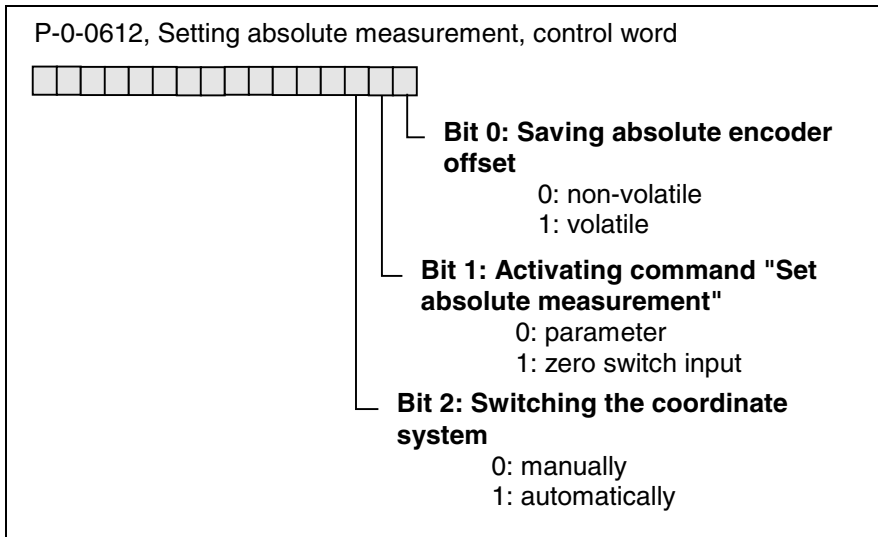 P-0-0612, Setting absolute measurement, control word
Bit 0: Saving absolute encoder
offset
0: non-volatile
1: volatile
Bit 1: Activating command "Set
absolute measurement"
0: parameter
1: zero switch input
Bit 2: Switching the coordinate
system
0: manually
1: automatically